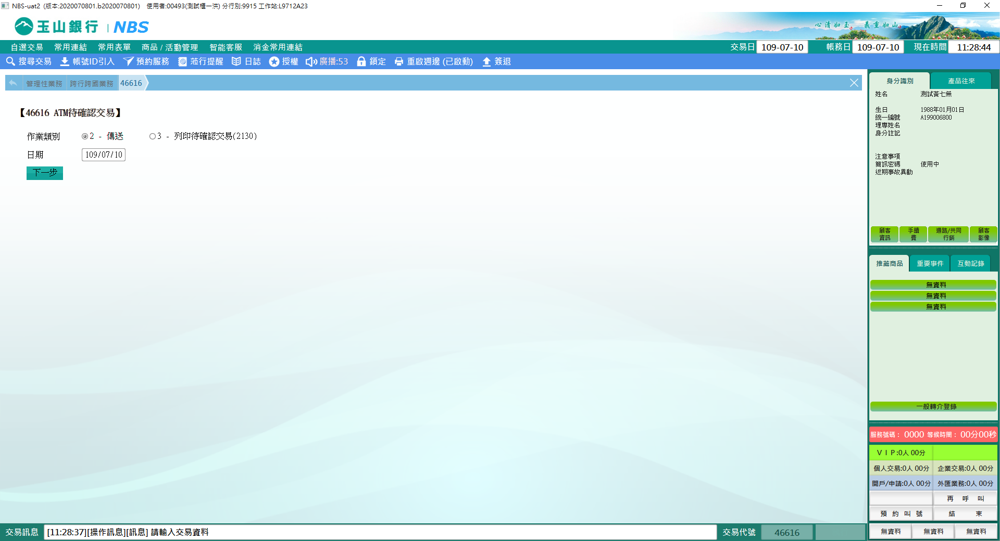 NBS-uat2 (版本:2020070801.b2020070801) 使用者:00493(測試櫃一洪) 分行別:9915 工作站:L9712A23
玉山銀行 | NBS
心清如玉。 義重如山。
自選交易 常用連結 常用表單 商品 / 活動管理 智能客服 消金常用連結 交易日 109-07-10 帳務日 109-07-10 現在時間 11:28:44
搜尋交易 帳號ID引入 預約服務 蒞行提醒 日誌 授權 廣播:53 鎖定 重啟週邊 (已啟動) 簽退
管理性業務 跨行跨國業務 46616
【46616 ATM待確認交易】
作業類別 2 - 傳送 3 - 列印待確認交易(2130)
日期 109/07/10
下一步
身分識別 產品往來
姓名 測試黃七無
生日 1988年01月01日
統一編號 A199006800
理專姓名
身分註記
注意事項
簡訊密碼 使用中
近期事故異動
顧客資訊 手續費 通路/共同行銷 顧客影像
推薦商品 重要事件 互動記錄
無資料
無資料
無資料
一般轉介登錄
服務號碼： 0000 等候時間： 00分00秒
ＶＩＰ:0人 00分
個人交易:0人 00分 企業交易:0人 00分
開戶/申請:0人 00分 外匯業務:0人 00分
再 呼 叫
預 約 叫 號 結 束
交易訊息 [11:28:37][操作訊息][訊息] 請輸入交易資料 交易代號 46616
無資料 無資料 無資料